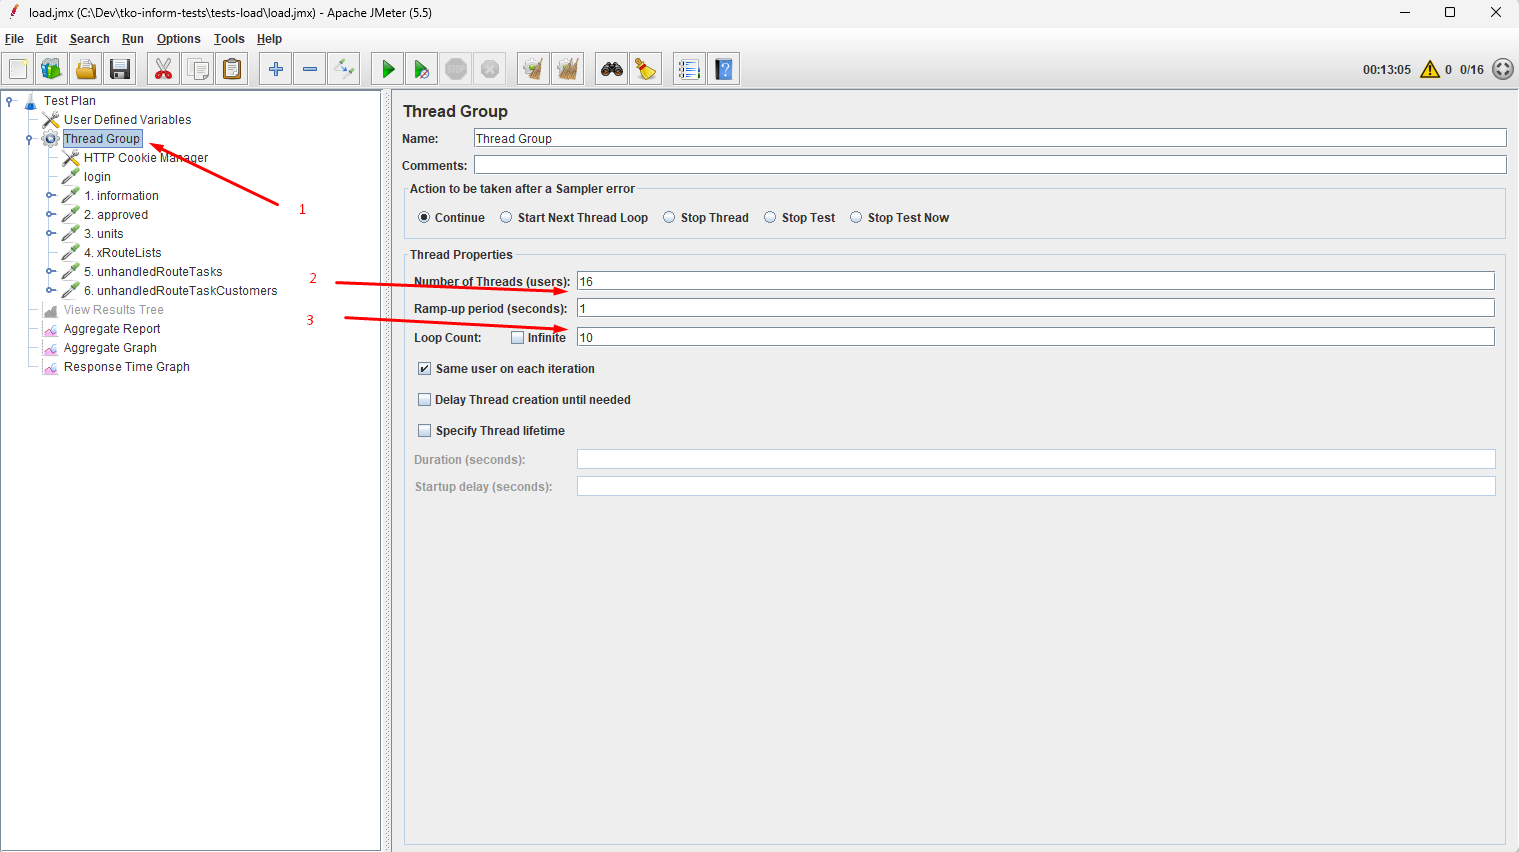 load.jmx (C:\Dev\tko-inform-tests\tests-load\load.jmx) - Apache JMeter (5.5)
File Edit Search Run Options Tools Help
STOP
00:13:05 0 0/16
Test Plan
User Defined Variables
Thread Group
HTTP Cookie Manager
login
1. information
2. approved
3. units
4. xRouteLists
5. unhandledRouteTasks
6. unhandledRouteTaskCustomers
View Results Tree
Aggregate Report
Aggregate Graph
Response Time Graph
1
2
3
Thread Group
Name: Thread Group
Comments:
Action to be taken after a Sampler error
Continue Start Next Thread Loop Stop Thread Stop Test Stop Test Now
Thread Properties
Number of Threads (users): 16
Ramp-up period (seconds): 1
Loop Count: Infinite 10
Same user on each iteration
Delay Thread creation until needed
Specify Thread lifetime
Duration (seconds):
Startup delay (seconds):